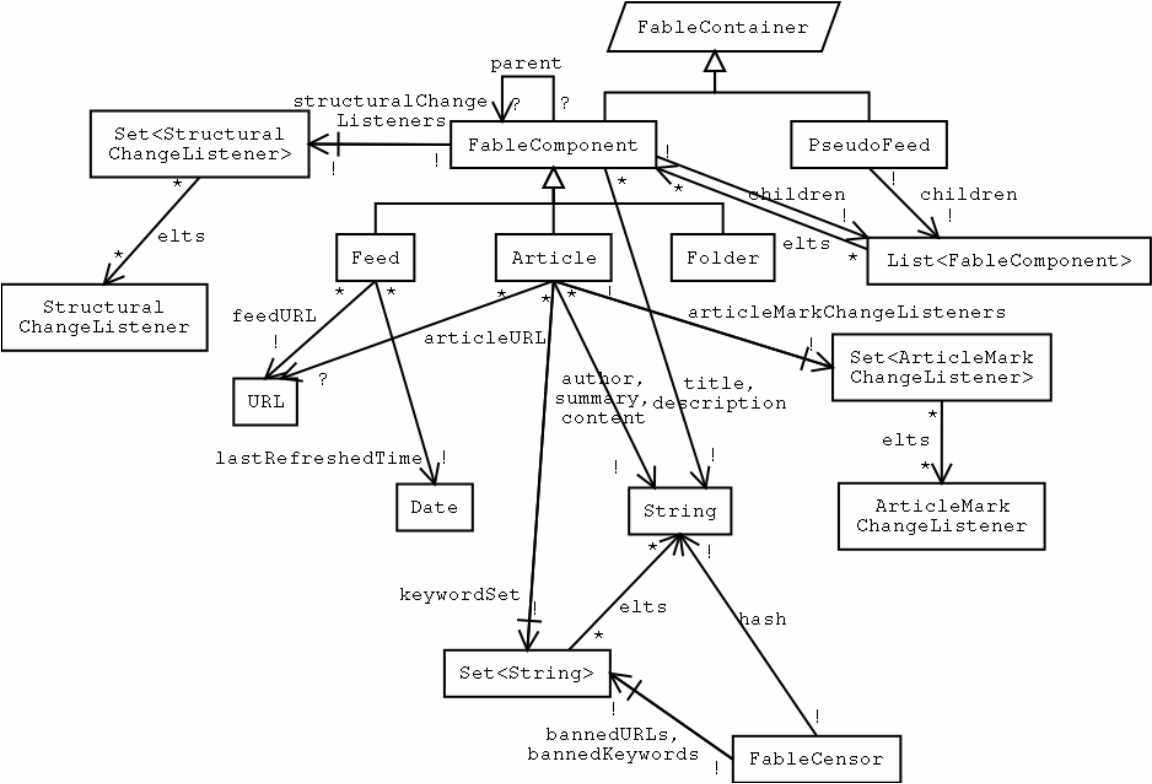 FableContainer
parent
? ?
structuralChange
Listeners
Set<Structural
ChangeListener>
! !
FableComponent
PseudoFeed
!
!
children
!
children
!
*
*
elts
*
*
*
elts
*
List<FableComponent>
Feed
Article
Folder
Structural
ChangeListener
* *
* * *
!
feedURL
!
articleURL
?
articleMarkChangeListeners
!
URL
Set<ArticleMark
ChangeListener>
author,
summary,
content
title,
description
*
elts
*
lastRefreshedTime
!
!
!
Date
String
ArticleMark
ChangeListener
*
!
keywordSet
!
elts
*
hash
Set<String>
!
!
bannedURLs,
bannedKeywords
!
FableCensor